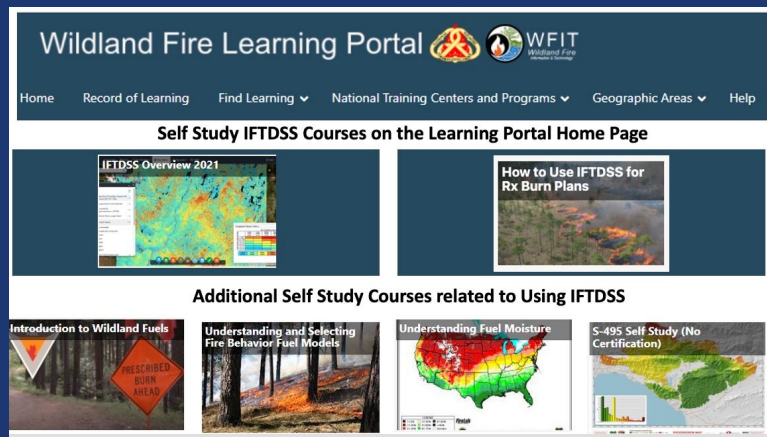 Wildland Fire Learning Portal
WFIT
Wildland Fire
Information & Technology
Home Record of Learning Find Learning National Training Centers and Programs Geographic Areas Help
Self Study IFTDSS Courses on the Learning Portal Home Page
IFTDSS Overview 2021
How to Use IFTDSS for
Rx Burn Plans
Additional Self Study Courses related to Using IFTDSS
Introduction to Wildland Fuels
PRESCRIBED
BURN
AHEAD
Understanding and Selecting
Fire Behavior Fuel Models
Understanding Fuel Moisture
S-495 Self Study (No
Certification)